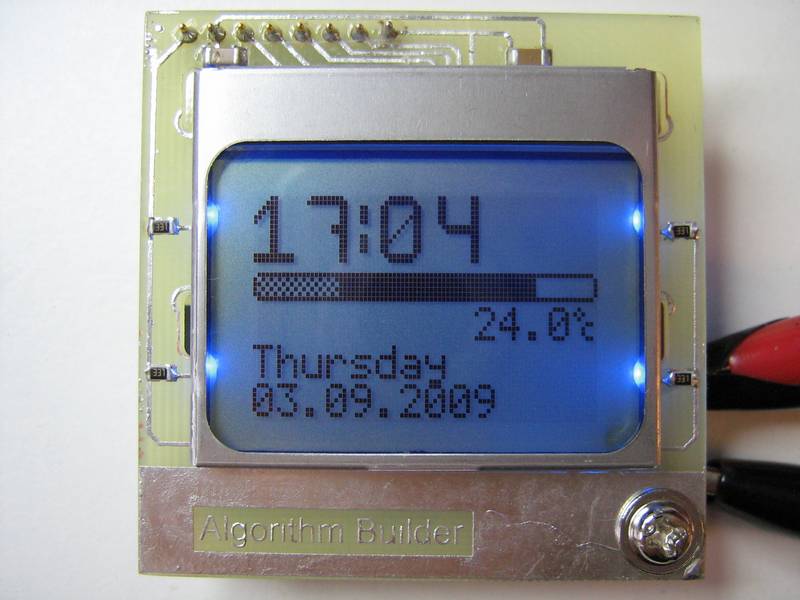 17:04
24.0℃
Thursday
03.09.2009
Algorithm Builder